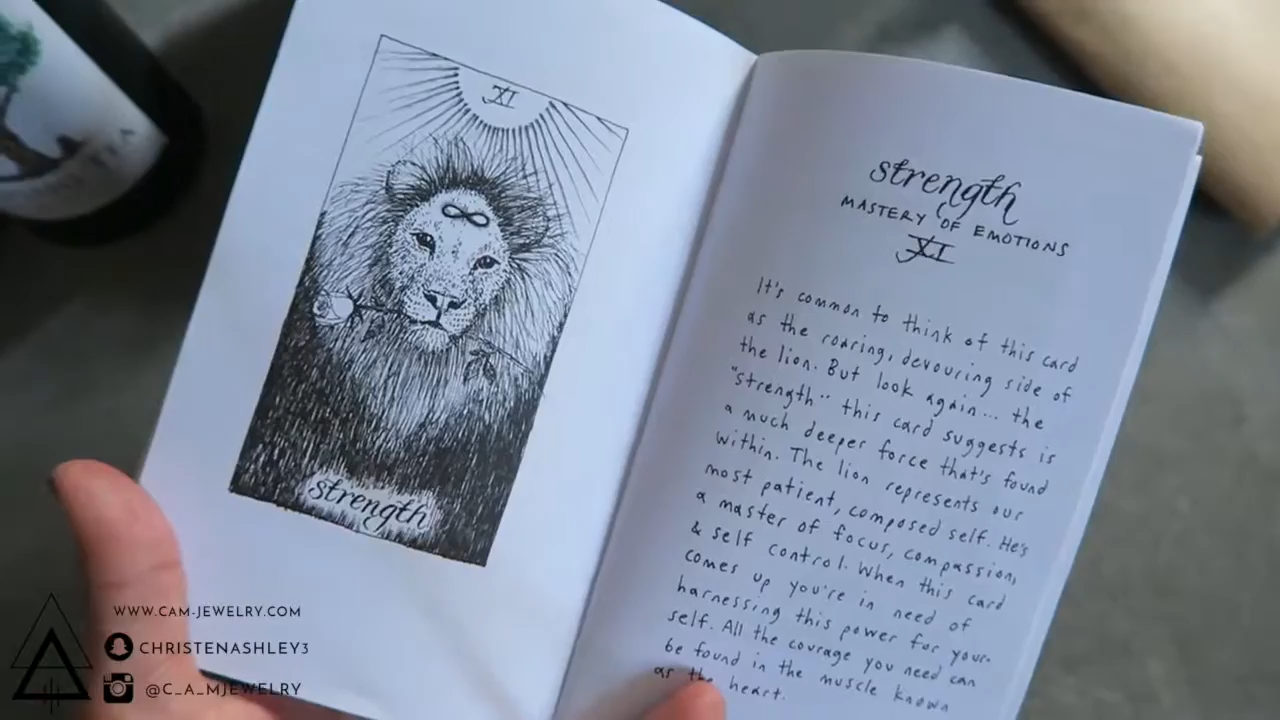 XI
strength
strength
MASTERY OF EMOTIONS
XI
It's common to think of this card
as the roaring, devouring side of
the lion. But look again... the
"strength" this card suggests is
a much deeper force that's found
within. The lion represents our
most patient, composed self. He's
a master of focus, compassion,
& self control. When this card
comes up you're in need of
harnessing this power for your-
self. All the courage you need can
be found in the muscle known
as the heart.
WWW.CAM-JEWELRY.COM
CHRISTENASHLEY3
@C_A_MJEWELRY